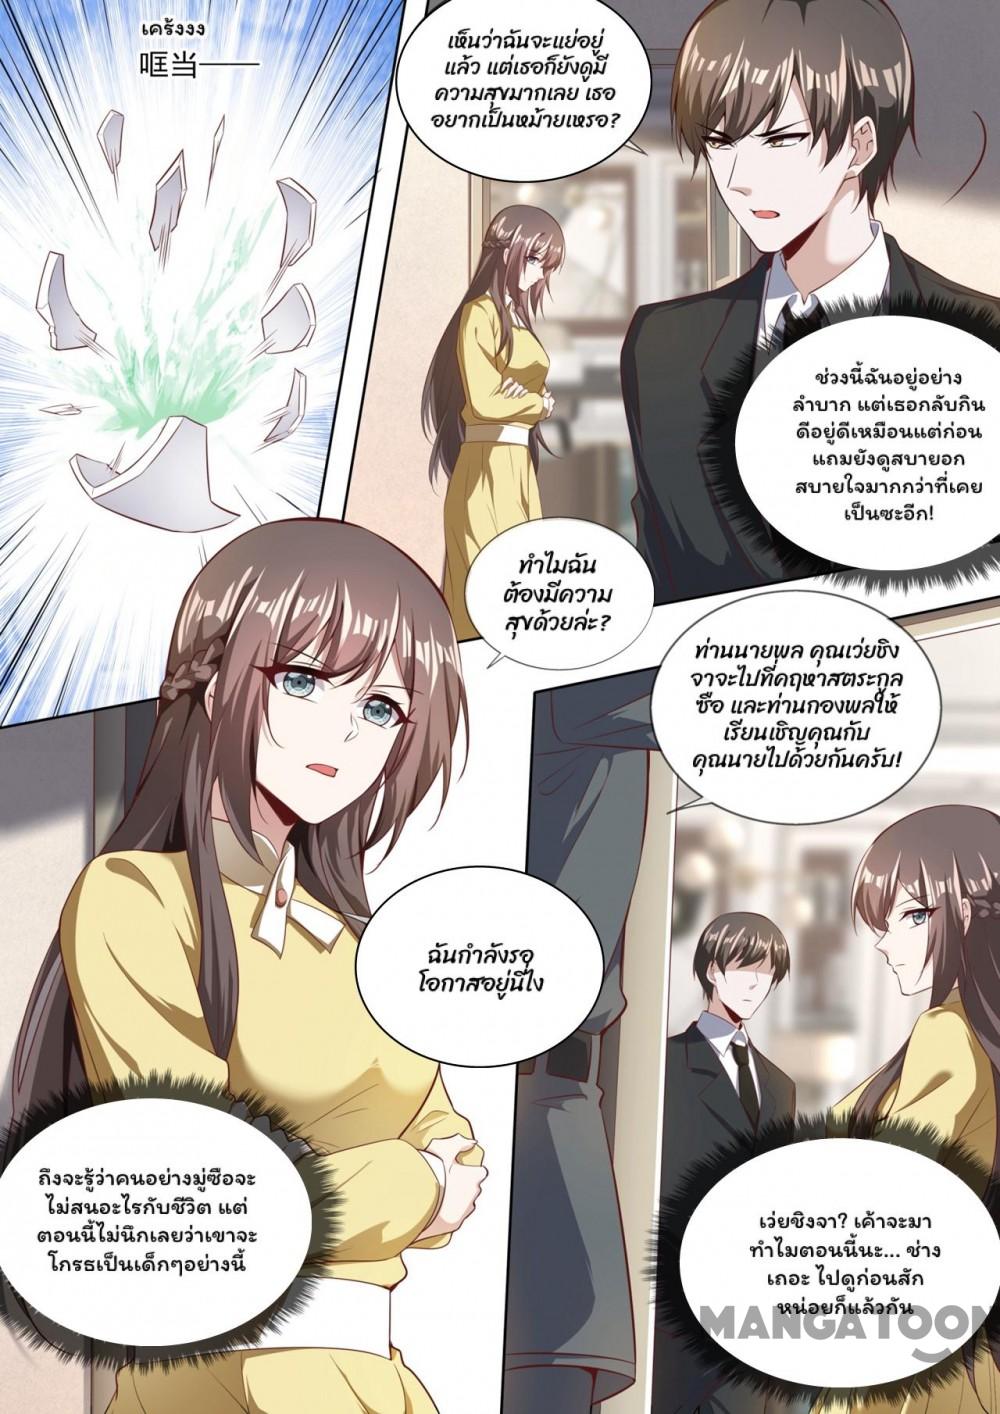 เคร้งงง
哐当——
เห็นว่าฉันจะแย่อยู่
แล้ว แต่เธอก็ยังดูมี
ความสุขมากเลย เธอ
อยากเป็นหม้ายเหรอ?
ช่วงนี้ฉันอยู่อย่าง
ลำบาก แต่เธอกลับกิน
ดีอยู่ดีเหมือนแต่ก่อน
แถมยังดูสบายอก
สบายใจมากกว่าที่เคย
เป็นซะอีก!
ทำไมฉัน
ต้องมีความ
สุขด้วยล่ะ?
ท่านนายพล คุณเว่ยชิง
จาจะไปที่คฤหาสตระกูล
ซือ และท่านกองพลให้
เรียนเชิญคุณกับ
คุณนายไปด้วยกันครับ!
ฉันกำลังรอ
โอกาสอยู่นี่ไง
ถึงจะรู้ว่าคนอย่างมู่ซือจะ
ไม่สนอะไรกับชีวิต แต่
ตอนนี้ไม่นึกเลยว่าเขาจะ
โกรธเป็นเด็กๆอย่างนี้
เว่ยชิงจา? เค้าจะมา
ทำไมตอนนี้นะ... ช่าง
เถอะ ไปดูก่อนสัก
หน่อยก็แล้วกัน
MANGATOON